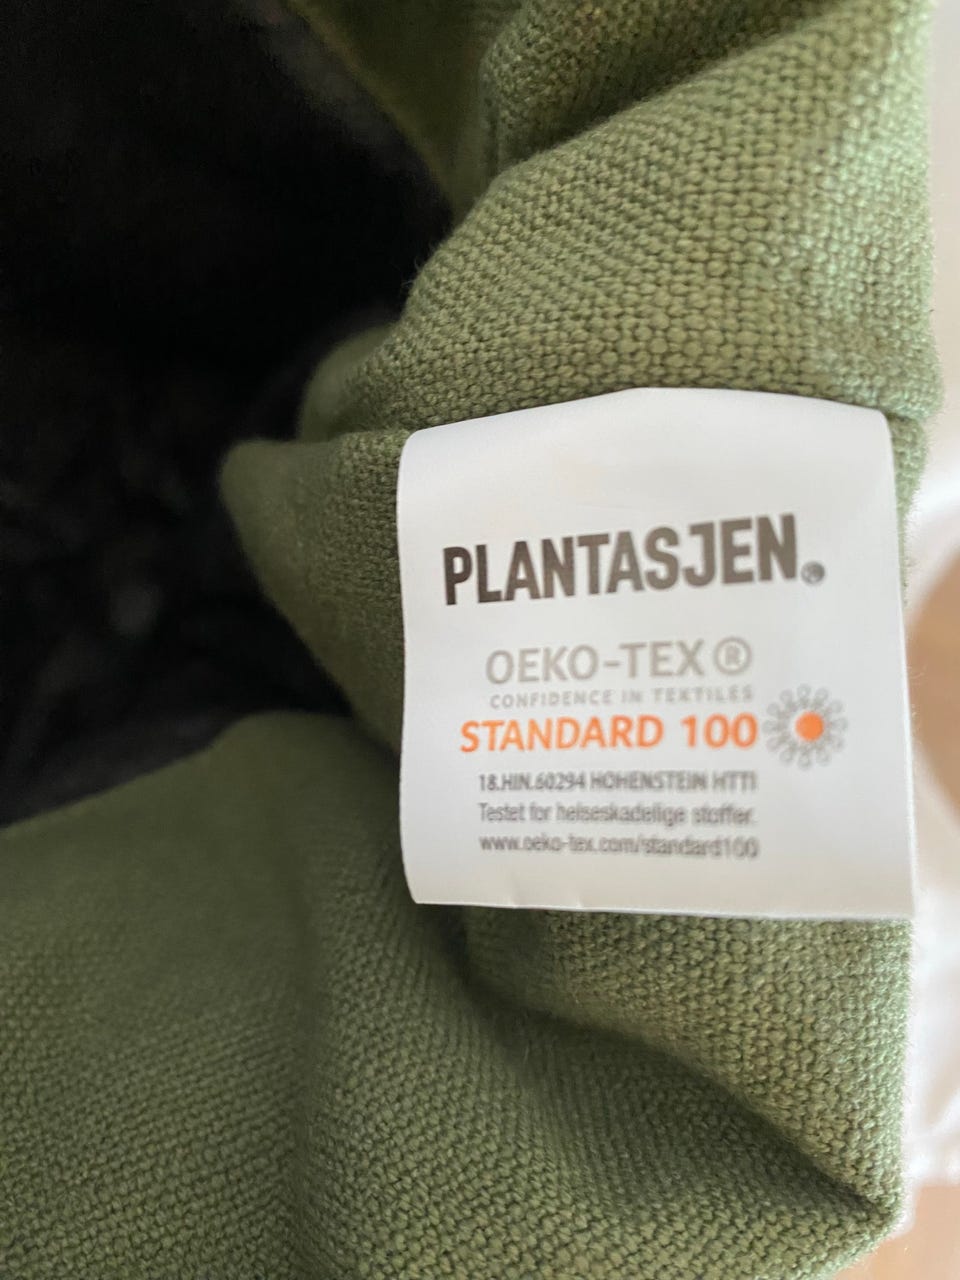 PLANTASJEN®
OEKO-TEX®
CONFIDENCE IN TEXTILES
STANDARD 100
18.HIN.60294 HOHENSTEIN HTTI
Testet for helseskadelige stoffer.
www.oeko-tex.com/standard100